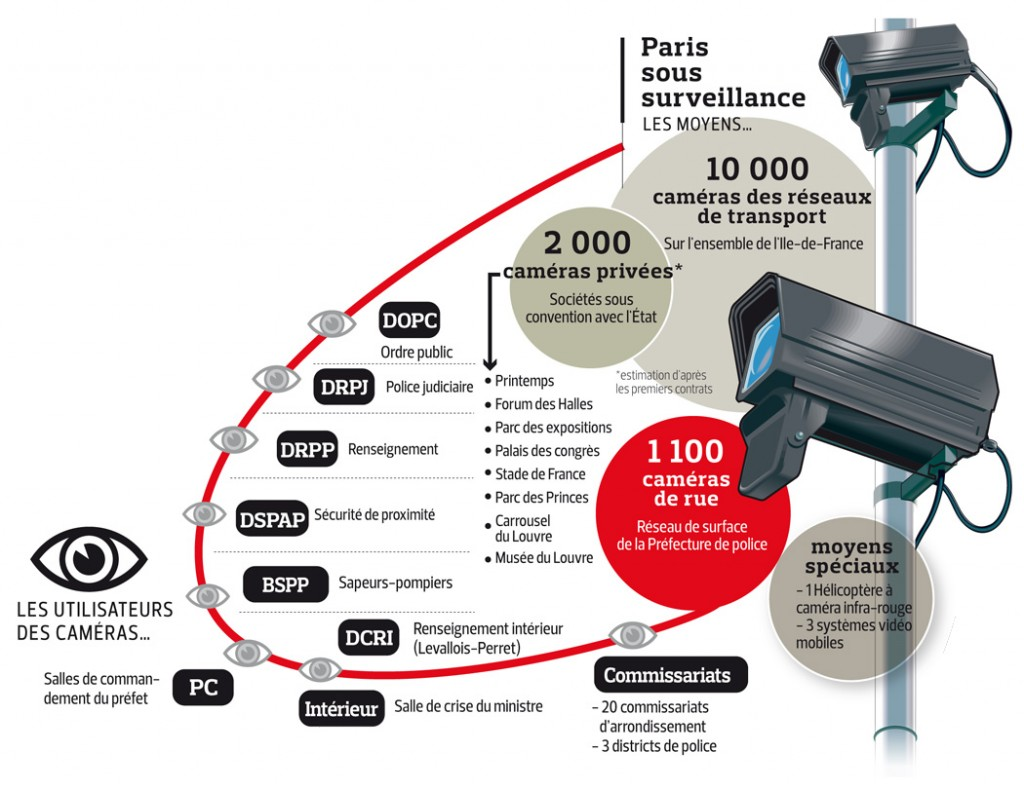 Paris
sous
surveillance
LES MOYENS...
10 000
caméras des réseaux
de transport
Sur l'ensemble de l'Ile-de-France
2 000
caméras privées*
Sociétés sous
convention avec l'État
*estimation d'après
les premiers contrats
• Printemps
• Forum des Halles
• Parc des expositions
• Palais des congrès
• Stade de France
• Parc des Princes
• Carrousel
du Louvre
• Musée du Louvre
1 100
caméras
de rue
Réseau de surface
de la Préfecture de police
moyens
spéciaux
– 1 Hélicoptère à
caméra infra-rouge
– 3 systèmes vidéo
mobiles
LES UTILISATEURS
DES CAMÉRAS...
DOPC
Ordre public
DRPJ Police judiciaire
DRPP Renseignement
DSPAP Sécurité de proximité
BSPP Sapeurs-pompiers
DCRI Renseignement intérieur
(Levallois-Perret)
Salles de comman-
dement du préfet
PC
Intérieur Salle de crise du ministre
Commissariats
– 20 commissariats
d'arrondissement
– 3 districts de police